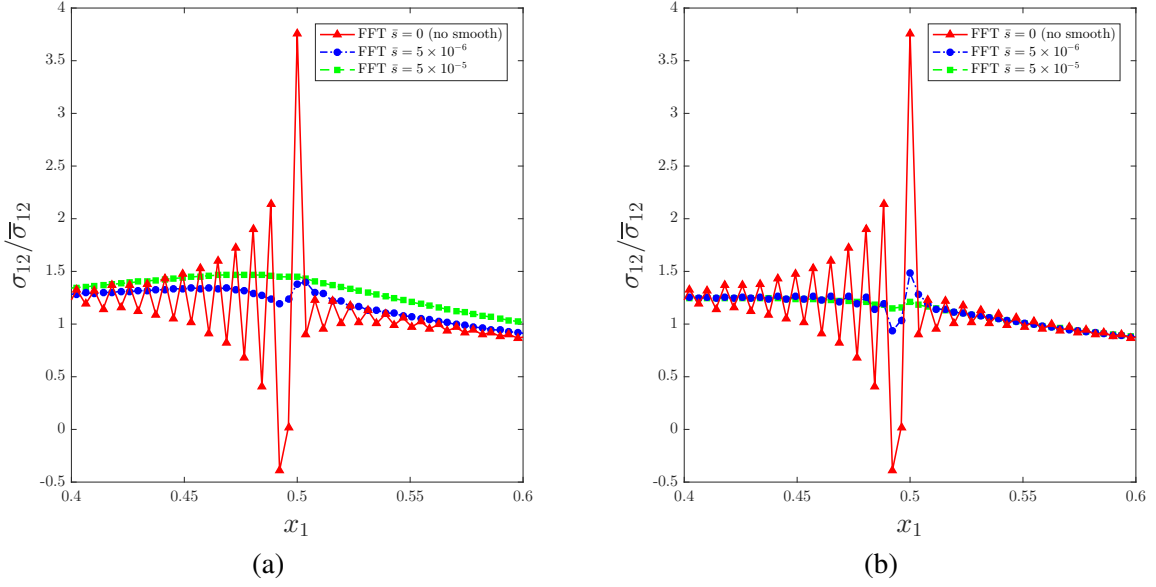 4
3.5
3
2.5
2
1.5
1
0.5
0
-0.5
0.4
0.45
0.5
0.55
0.6
σ₁₂/σ̅₁₂
x₁
FFT s̄ = 0 (no smooth)
FFT s̄ = 5 × 10⁻⁶
FFT s̄ = 5 × 10⁻⁵
(a)
4
3.5
3
2.5
2
1.5
1
0.5
0
-0.5
0.4
0.45
0.5
0.55
0.6
σ₁₂/σ̅₁₂
x₁
FFT s̄ = 0 (no smooth)
FFT s̄ = 5 × 10⁻⁶
FFT s̄ = 5 × 10⁻⁵
(b)